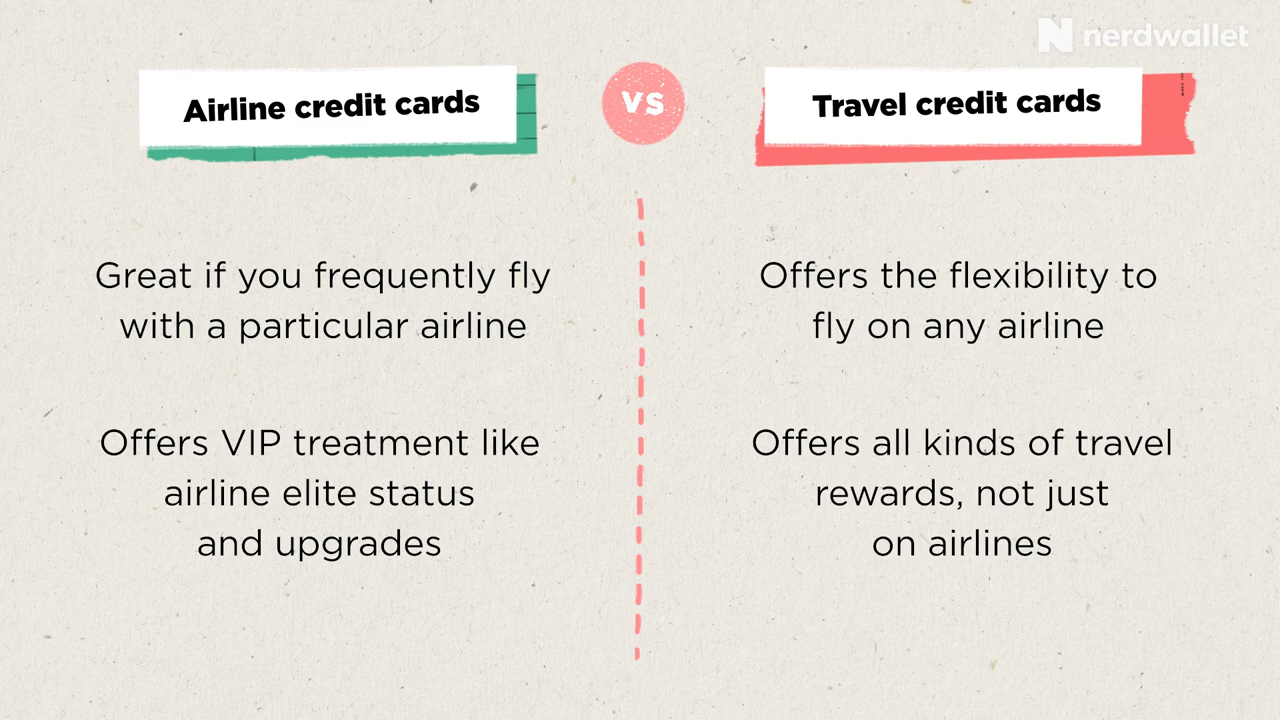 nerdwallet
Airline credit cards
VS
Travel credit cards
Great if you frequently fly
with a particular airline
Offers VIP treatment like
airline elite status
and upgrades
Offers the flexibility to
fly on any airline
Offers all kinds of travel
rewards, not just
on airlines